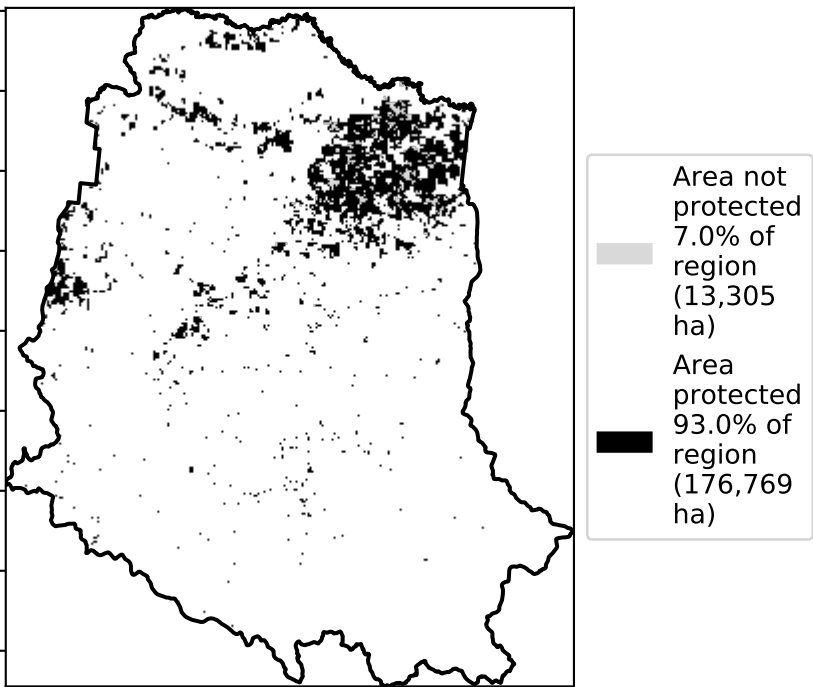 Area not
protected
7.0% of
region
(13,305
ha)
Area
protected
93.0% of
region
(176,769
ha)